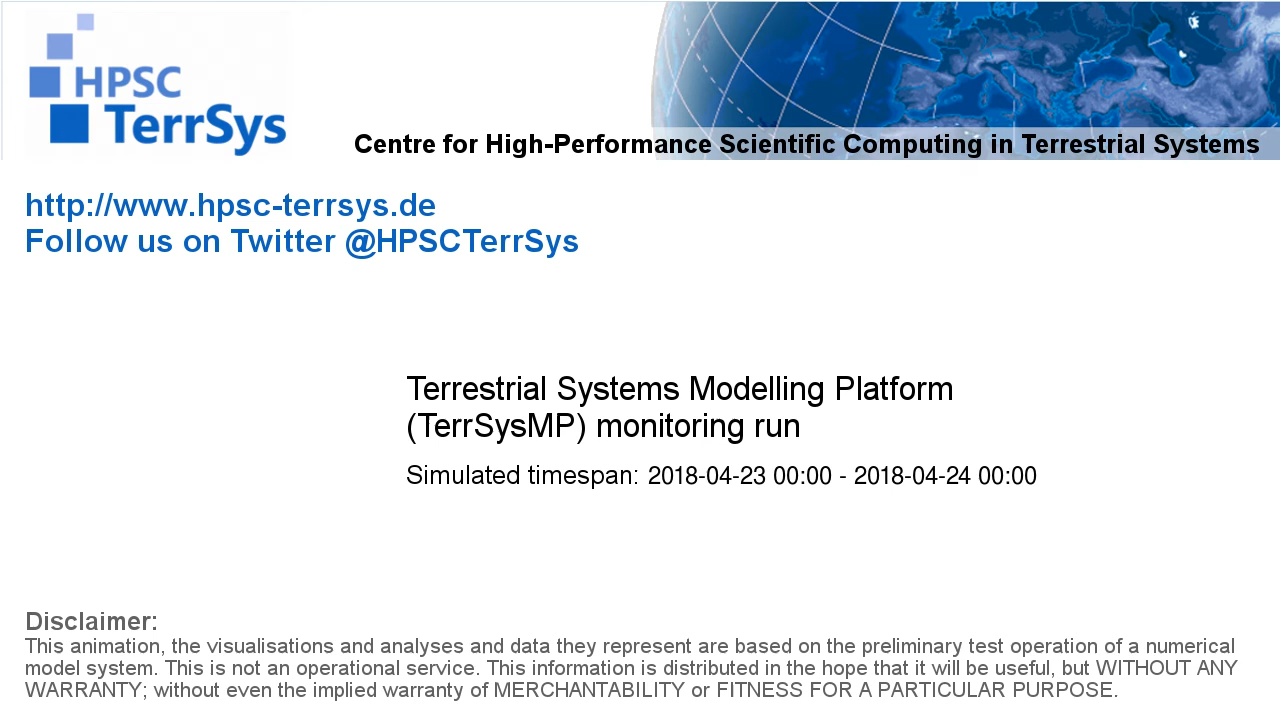 HPSC
TerrSys
Centre for High-Performance Scientific Computing in Terrestrial Systems
http://www.hpsc-terrsys.de
Follow us on Twitter @HPSCTerrSys
Terrestrial Systems Modelling Platform
(TerrSysMP) monitoring run
Simulated timespan: 2018-04-23 00:00 - 2018-04-24 00:00
Disclaimer:
This animation, the visualisations and analyses and data they represent are based on the preliminary test operation of a numerical
model system. This is not an operational service. This information is distributed in the hope that it will be useful, but WITHOUT ANY
WARRANTY; without even the implied warranty of MERCHANTABILITY or FITNESS FOR A PARTICULAR PURPOSE.